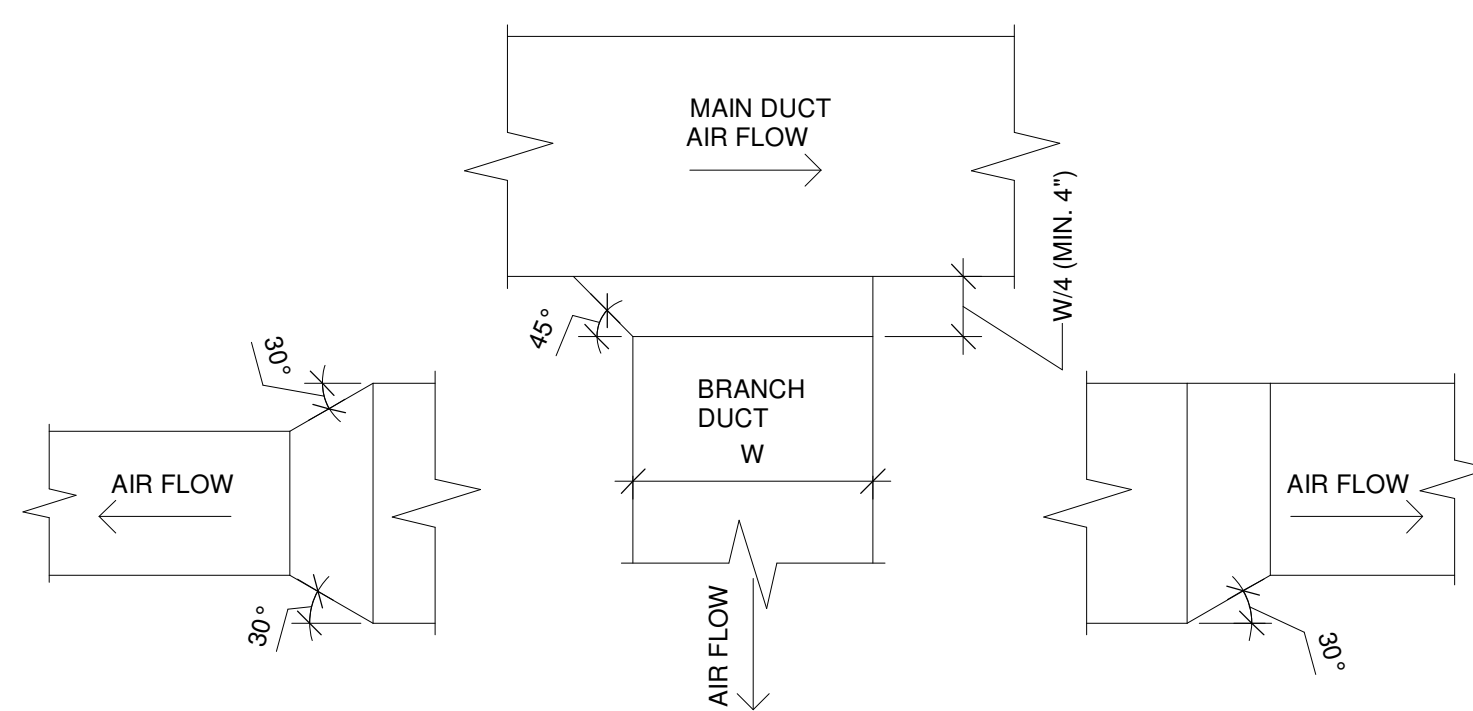 MAIN DUCT
AIR FLOW
W/4 (MIN. 4")
45°
30°
BRANCH
DUCT
W
AIR FLOW
AIR FLOW
30°
AIR FLOW
30°